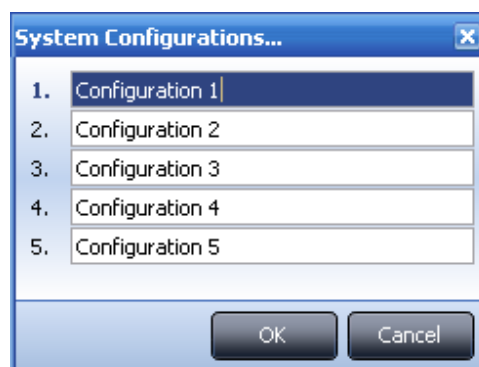 System Configurations...
1. Configuration 1
2. Configuration 2
3. Configuration 3
4. Configuration 4
5. Configuration 5
OK Cancel